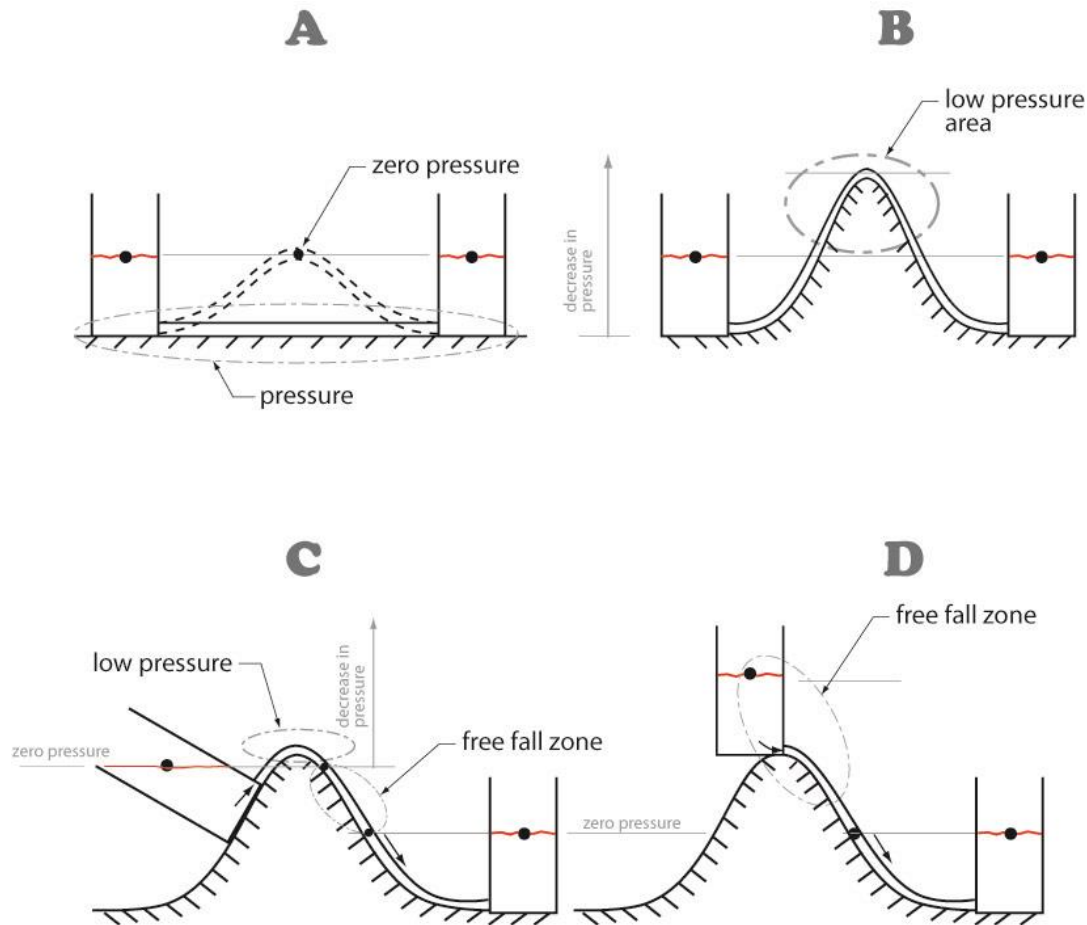 A
B
low pressure
area
zero pressure
decrease in
pressure
pressure
C
D
free fall zone
low pressure
decrease in
pressure
free fall zone
zero pressure
zero pressure